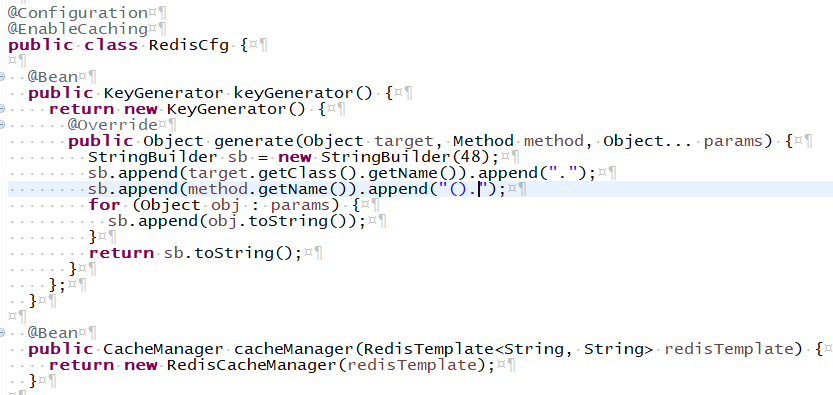 @Configuration¤¶
@EnableCaching¤¶
public·class·RedisCfg·{¤¶
¤¶
··@Bean¤¶
··public·KeyGenerator·keyGenerator()·{¤¶
····return·new·KeyGenerator()·{¤¶
······@Override¤¶
······public·Object·generate(Object·target,·Method·method,·Object...·params)·{¤¶
········StringBuilder·sb·=·new·StringBuilder(48);¤¶
········sb.append(target.getClass().getName()).append(".");¤¶
········sb.append(method.getName()).append("().");¤¶
········for·(Object·obj·:·params)·{¤¶
··········sb.append(obj.toString());¤¶
········}¤¶
········return·sb.toString();¤¶
······}¤¶
····};¤¶
··}¤¶
¤¶
··@Bean¤¶
··public·CacheManager·cacheManager(RedisTemplate<String,·String>·redisTemplate)·{¤¶
····return·new·RedisCacheManager(redisTemplate);¤¶
··}¤¶